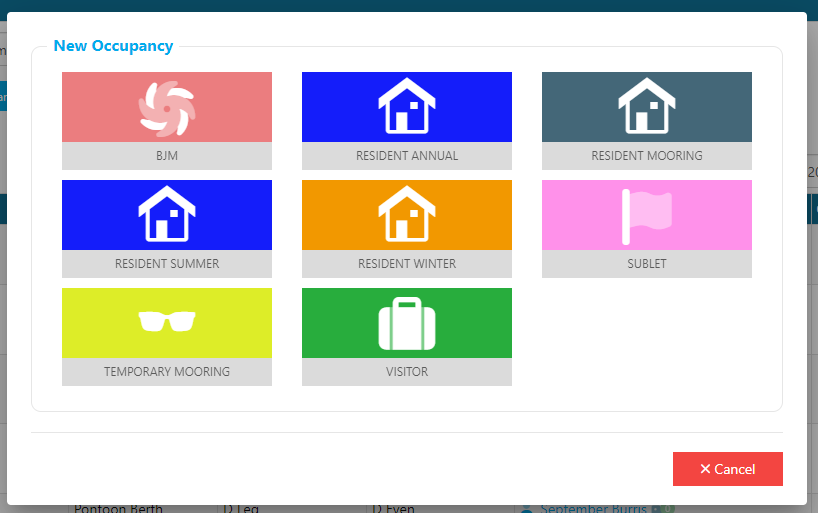 New Occupancy
BJM
RESIDENT ANNUAL
RESIDENT MOORING
RESIDENT SUMMER
RESIDENT WINTER
SUBLET
TEMPORARY MOORING
VISITOR
Cancel
Pontoon Berth D Leg D Even September Burris